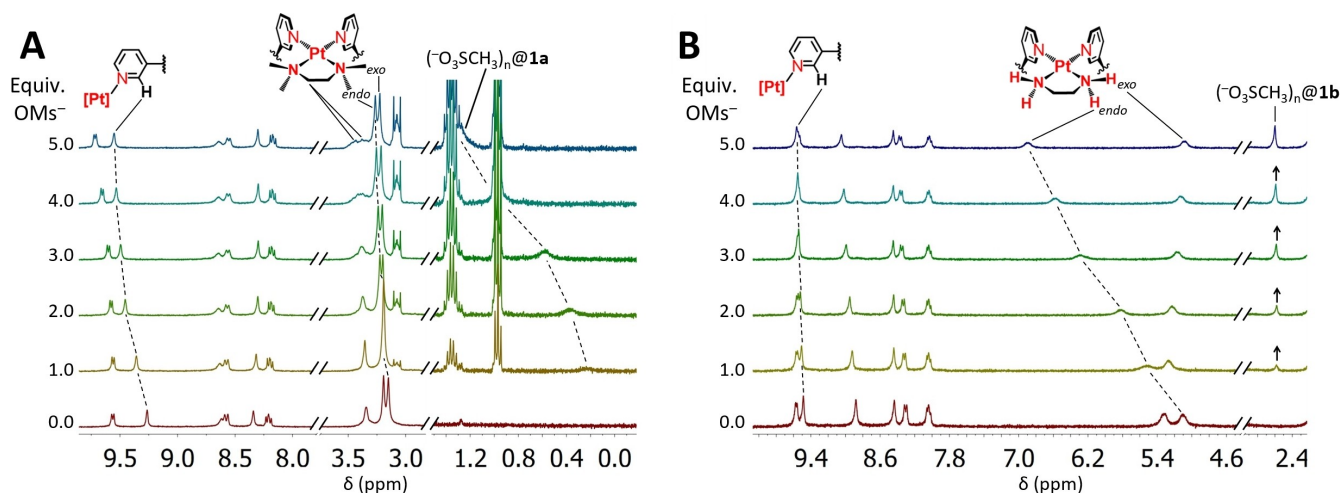 A
Equiv.
OMs⁻
[Pt]
N
H
N
N
Pt
N
N
exo
endo
(⁻O₃SCH₃)ₙ@1a
5.0
4.0
3.0
2.0
1.0
0.0
9.5 9.0 8.5 8.0 3.5 3.0 1.2 0.8 0.4 0.0
δ (ppm)
B
Equiv.
OMs⁻
[Pt]
N
H
N
N
Pt
H N N H exo
H H
endo
(⁻O₃SCH₃)ₙ@1b
5.0
4.0
3.0
2.0
1.0
0.0
9.4 8.6 7.8 7.0 6.2 5.4 4.6 2.4
δ (ppm)